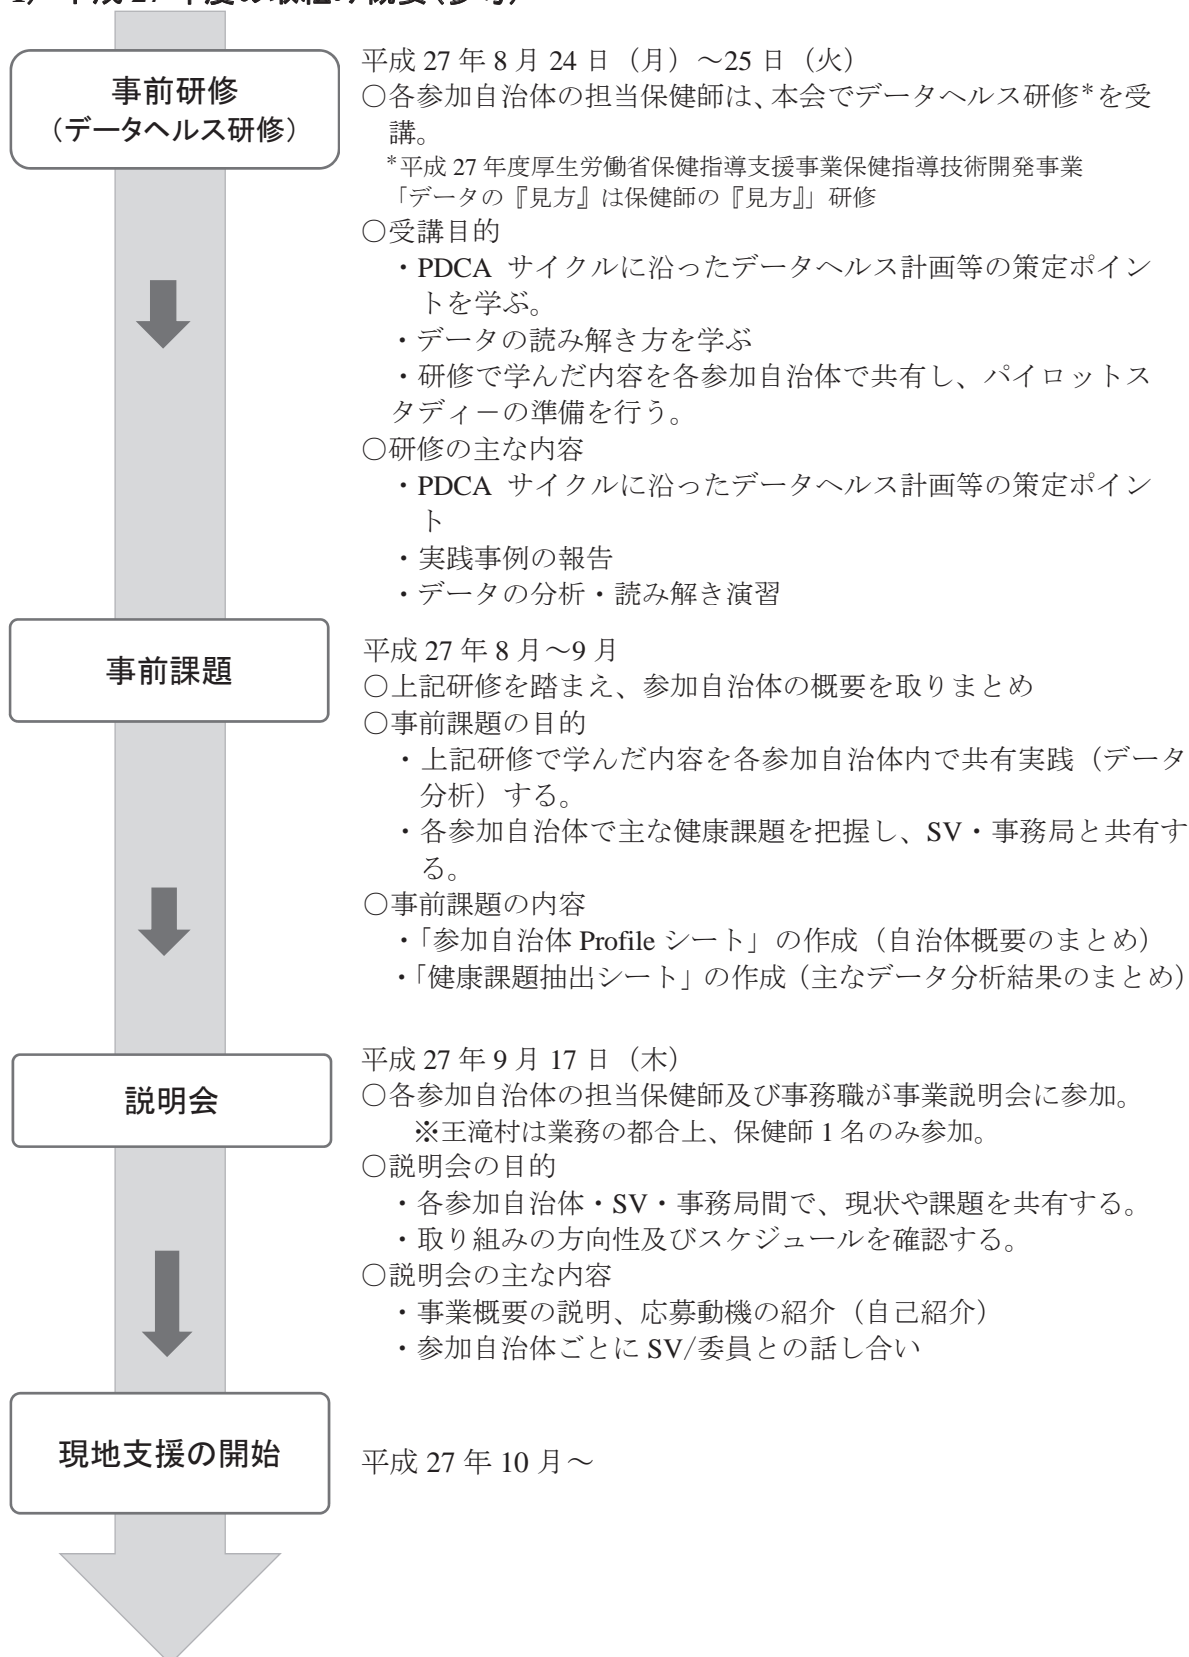 事前研修
（データヘルス研修）
平成 27 年 8 月 24 日（月）～25 日（火）
○各参加自治体の担当保健師は、本会でデータヘルス研修*を受
講。
*平成 27 年度厚生労働省保健指導支援事業保健指導技術開発事業
「データの『見方』は保健師の『見方』」研修
○受講目的
・PDCA サイクルに沿ったデータヘルス計画等の策定ポイン
トを学ぶ。
・データの読み解き方を学ぶ
・研修で学んだ内容を各参加自治体で共有し、パイロットス
タディ－の準備を行う。
○研修の主な内容
・PDCA サイクルに沿ったデータヘルス計画等の策定ポイン
ト
・実践事例の報告
・データの分析・読み解き演習
事前課題
平成 27 年 8 月～9 月
○上記研修を踏まえ、参加自治体の概要を取りまとめ
○事前課題の目的
・上記研修で学んだ内容を各参加自治体内で共有実践（データ
分析）する。
・各参加自治体で主な健康課題を把握し、SV・事務局と共有す
る。
○事前課題の内容
・「参加自治体 Profile シート」の作成（自治体概要のまとめ）
・「健康課題抽出シート」の作成（主なデータ分析結果のまとめ）
説明会
平成 27 年 9 月 17 日（木）
○各参加自治体の担当保健師及び事務職が事業説明会に参加。
※王滝村は業務の都合上、保健師 1 名のみ参加。
○説明会の目的
・各参加自治体・SV・事務局間で、現状や課題を共有する。
・取り組みの方向性及びスケジュールを確認する。
○説明会の主な内容
・事業概要の説明、応募動機の紹介（自己紹介）
・参加自治体ごとに SV/委員との話し合い
現地支援の開始
平成 27 年 10 月～